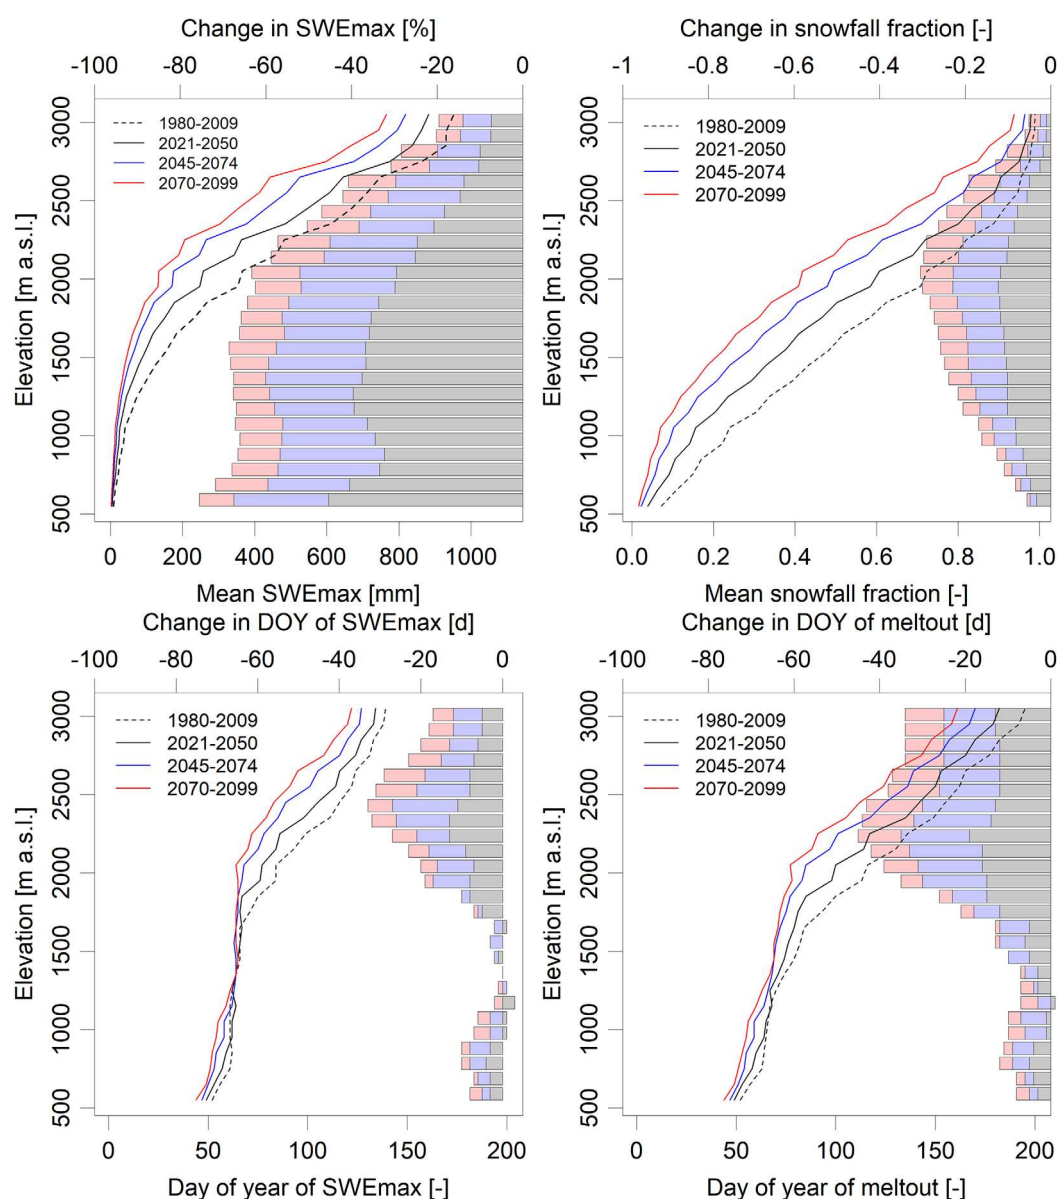 Change in SWEmax [%]
-100 -80 -60 -40 -20 0
Elevation [m a.s.l.]
3000
2500
2000
1500
1000
500
1980-2009
2021-2050
2045-2074
2070-2099
0 200 400 600 800 1000
Mean SWEmax [mm]
Change in snowfall fraction [-]
-1 -0.8 -0.6 -0.4 -0.2 0
Elevation [m a.s.l.]
3000
2500
2000
1500
1000
500
1980-2009
2021-2050
2045-2074
2070-2099
0.0 0.2 0.4 0.6 0.8 1.0
Mean snowfall fraction [-]
Change in DOY of SWEmax [d]
-100 -80 -60 -40 -20 0
Elevation [m a.s.l.]
3000
2500
2000
1500
1000
500
1980-2009
2021-2050
2045-2074
2070-2099
0 50 100 150 200
Day of year of SWEmax [-]
Change in DOY of meltout [d]
-100 -80 -60 -40 -20 0
Elevation [m a.s.l.]
3000
2500
2000
1500
1000
500
1980-2009
2021-2050
2045-2074
2070-2099
0 50 100 150 200
Day of year of meltout [-]